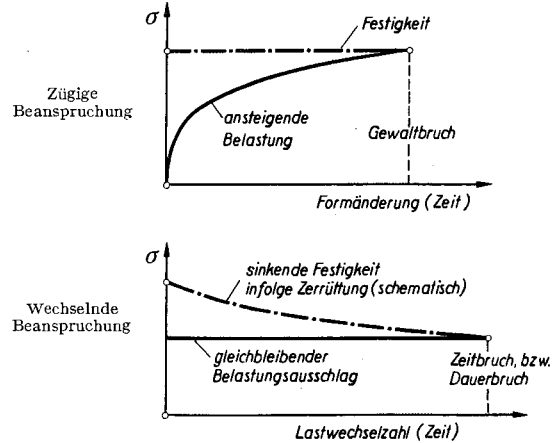 σ
Festigkeit
Zügige
Beanspruchung
ansteigende
Belastung
Gewaltbruch
Formänderung (Zeit)
σ
sinkende Festigkeit
infolge Zerrüttung (schematisch)
Wechselnde
Beanspruchung
gleichbleibender
Belastungsausschlag
Zeitbruch, bzw.
Dauerbruch
Lastwechselzahl (Zeit)